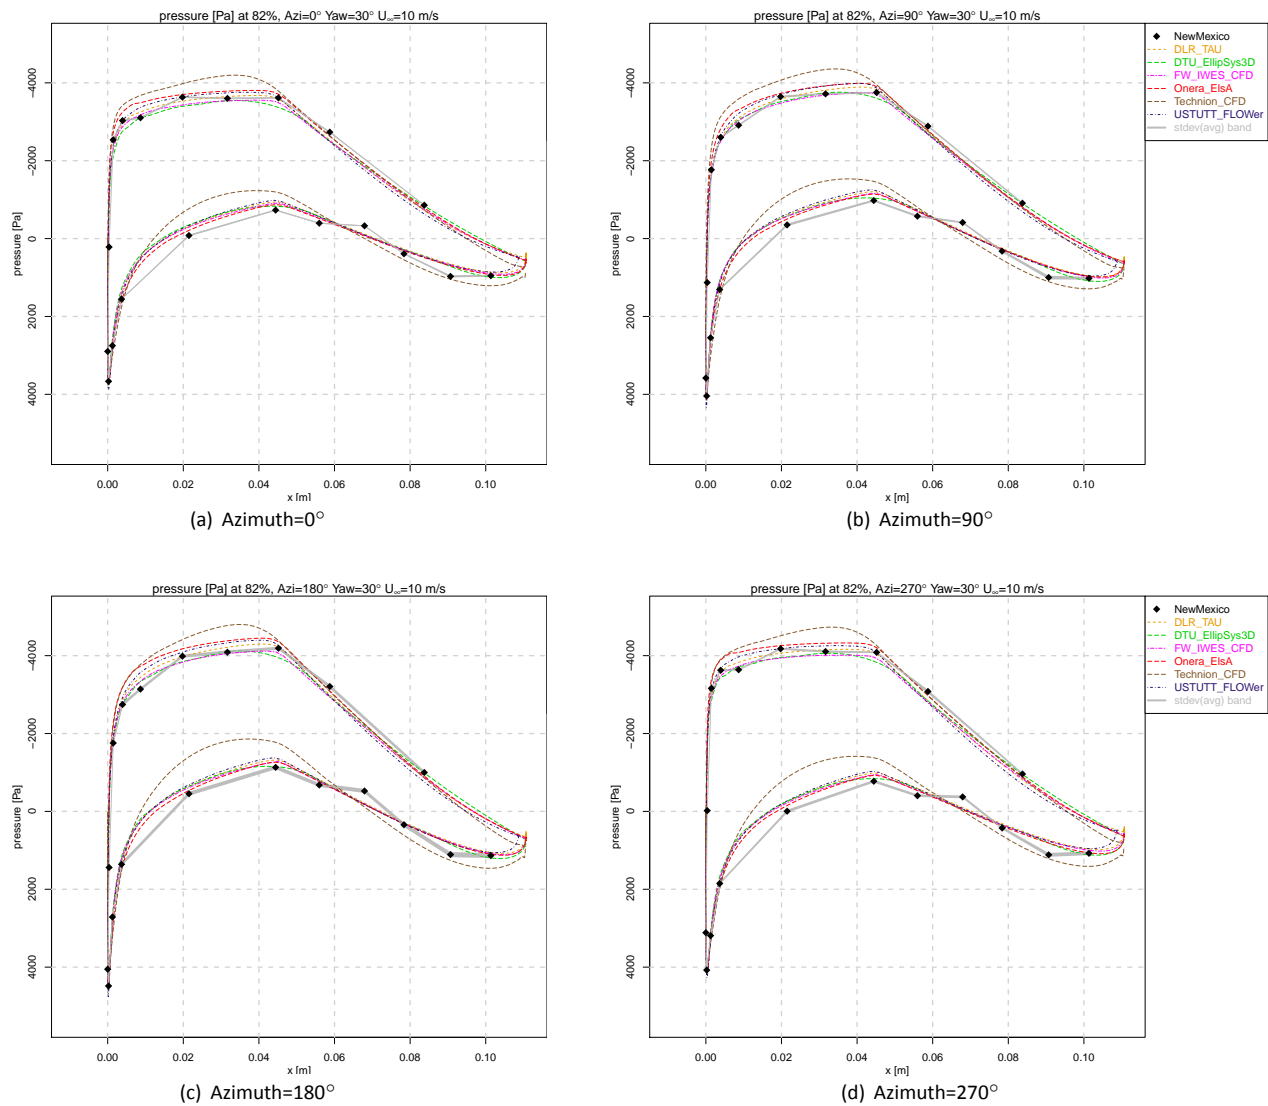 pressure [Pa] at 82%, Azi=0° Yaw=30° U∞=10 m/s
pressure [Pa]
-4000
-2000
0
2000
4000
0.00 0.02 0.04 0.06 0.08 0.10
x [m]
(a) Azimuth=0°
pressure [Pa] at 82%, Azi=90° Yaw=30° U∞=10 m/s
pressure [Pa]
-4000
-2000
0
2000
4000
0.00 0.02 0.04 0.06 0.08 0.10
x [m]
(b) Azimuth=90°
NewMexico
DLR_TAU
DTU_EllipSys3D
FW_IWES_CFD
Onera_ElsA
Technion_CFD
USTUTT_FLOWer
stdev(avg) band
pressure [Pa] at 82%, Azi=180° Yaw=30° U∞=10 m/s
pressure [Pa]
-4000
-2000
0
2000
4000
0.00 0.02 0.04 0.06 0.08 0.10
x [m]
(c) Azimuth=180°
pressure [Pa] at 82%, Azi=270° Yaw=30° U∞=10 m/s
pressure [Pa]
-4000
-2000
0
2000
4000
0.00 0.02 0.04 0.06 0.08 0.10
x [m]
(d) Azimuth=270°
NewMexico
DLR_TAU
DTU_EllipSys3D
FW_IWES_CFD
Onera_ElsA
Technion_CFD
USTUTT_FLOWer
stdev(avg) band